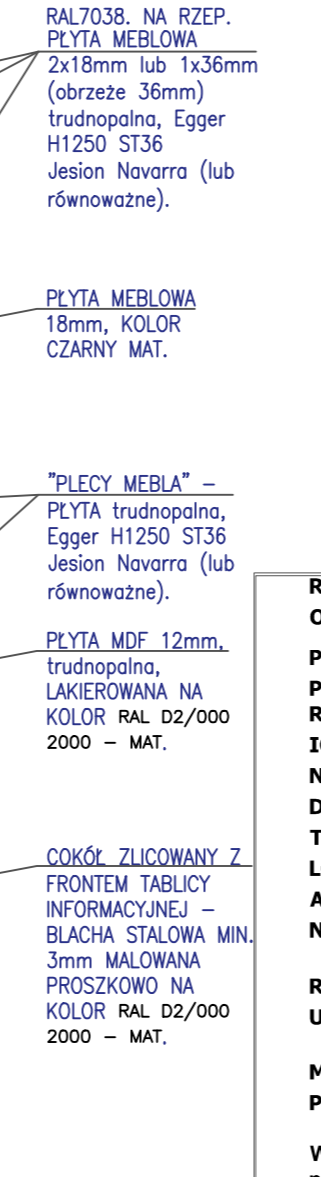 RAL7038. NA RZEP.
PŁYTA MEBLOWA
2x18mm lub 1x36mm
(obrzeże 36mm)
trudnopalna, Egger
H1250 ST36
Jesion Navarra (lub
równoważne).
PŁYTA MEBLOWA
18mm, KOLOR
CZARNY MAT.
"PLECY MEBLA" –
PŁYTA trudnopalna,
Egger H1250 ST36
Jesion Navarra (lub
równoważne).
PŁYTA MDF 12mm,
trudnopalna,
LAKIEROWANA NA
KOLOR RAL D2/000
2000 – MAT.
COKÓŁ ZLICOWANY Z
FRONTEM TABLICY
INFORMACYJNEJ –
BLACHA STALOWA MIN.
3mm MALOWANA
PROSZKOWO NA
KOLOR RAL D2/000
2000 – MAT.